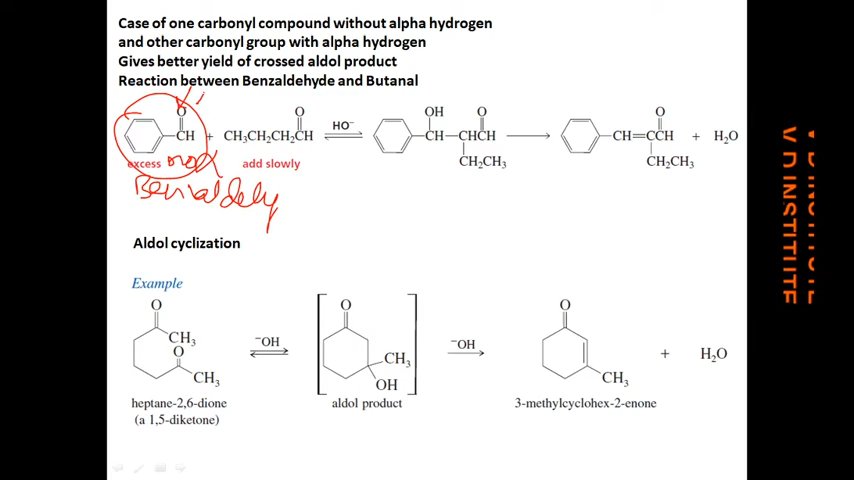 Case of one carbonyl compound without alpha hydrogen
and other carbonyl group with alpha hydrogen
Gives better yield of crossed aldol product
Reaction between Benzaldehyde and Butanal
O O HO⁻ OH O O
CH + CH₃CH₂CH₂CH CH—CHCH CH=CCH + H₂O
CH₂CH₃ CH₂CH₃
excess add slowly
Benzaldehy
Aldol cyclization
Example
O O O
CH₃ ⁻OH CH₃ ⁻OH + H₂O
O
CH₃ OH CH₃
heptane-2,6-dione aldol product 3-methylcyclohex-2-enone
(a 1,5-diketone)
V D INSTITUTE
V D INSTITUTE